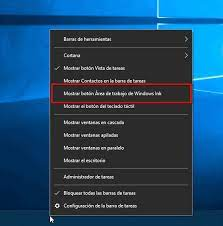 Barras de herramientas
Cortana
Mostrar botón Vista de tareas
Mostrar Contactos en la barra de tareas
Mostrar botón Área de trabajo de Windows Ink
Mostrar el botón del teclado táctil
Mostrar ventanas en cascada
Mostrar ventanas apiladas
Mostrar ventanas en paralelo
Mostrar el escritorio
Administrador de tareas
Bloquear todas las barras de tareas
Configuración de la barra de tareas